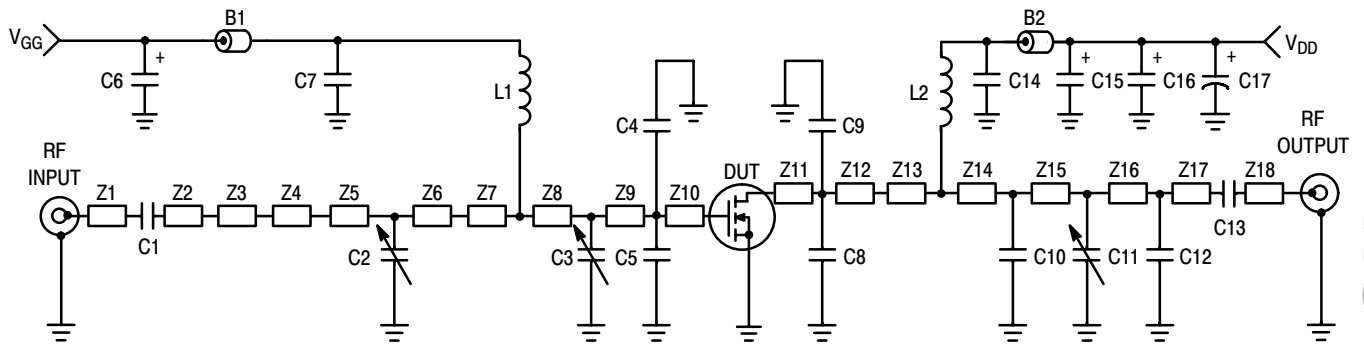 B1
B2
VGG
VDD
+
+
+
+
C6
C7
L1
C4
C9
L2
C14
C15
C16
C17
RF
INPUT
RF
OUTPUT
DUT
Z1
Z2
Z3
Z4
Z5
Z6
Z7
Z8
Z9
Z10
Z11
Z12
Z13
Z14
Z15
Z16
Z17
Z18
C1
C2
C3
C5
C8
C10
C11
C12
C13